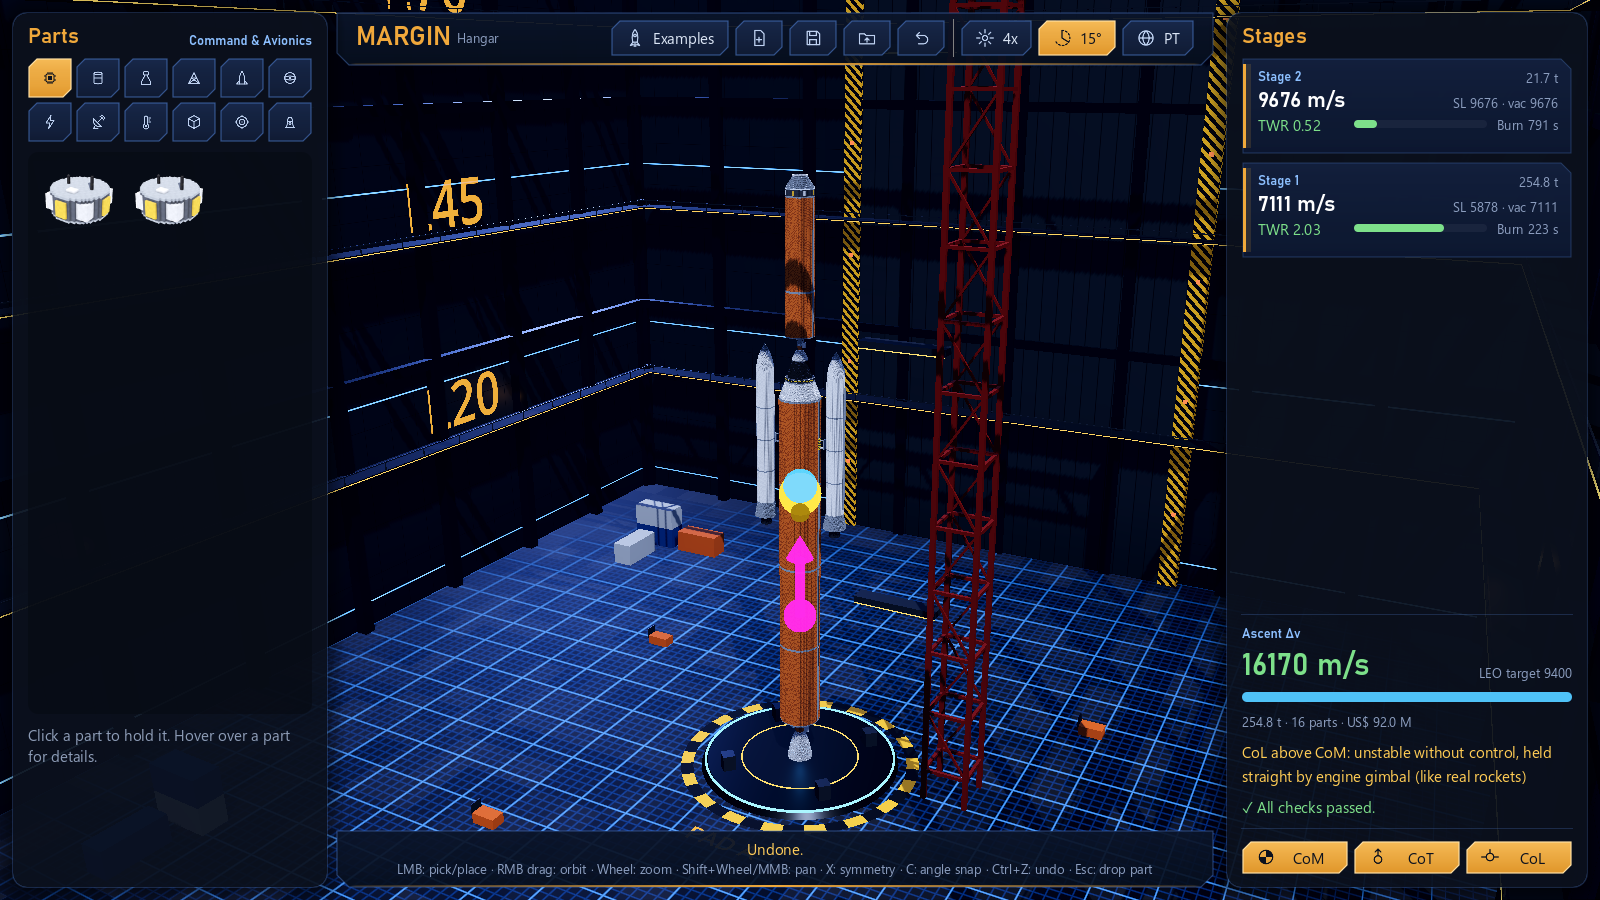 Parts
Command & Avionics
MARGIN Hangar
Examples
4x
15°
PT
Stages
Stage 2
21.7 t
9676 m/s
SL 9676 · vac 9676
TWR 0.52
Burn 791 s
Stage 1
254.8 t
7111 m/s
SL 5878 · vac 7111
TWR 2.03
Burn 223 s
45
20
Click a part to hold it. Hover over a part
for details.
Ascent Δv
16170 m/s
LEO target 9400
254.8 t · 16 parts · US$ 92.0 M
CoL above CoM: unstable without control, held
straight by engine gimbal (like real rockets)
✓ All checks passed.
CoM
CoT
CoL
Undone.
LMB: pick/place · RMB drag: orbit · Wheel: zoom · Shift+Wheel/MMB: pan · X: symmetry · C: angle snap · Ctrl+Z: undo · Esc: drop part